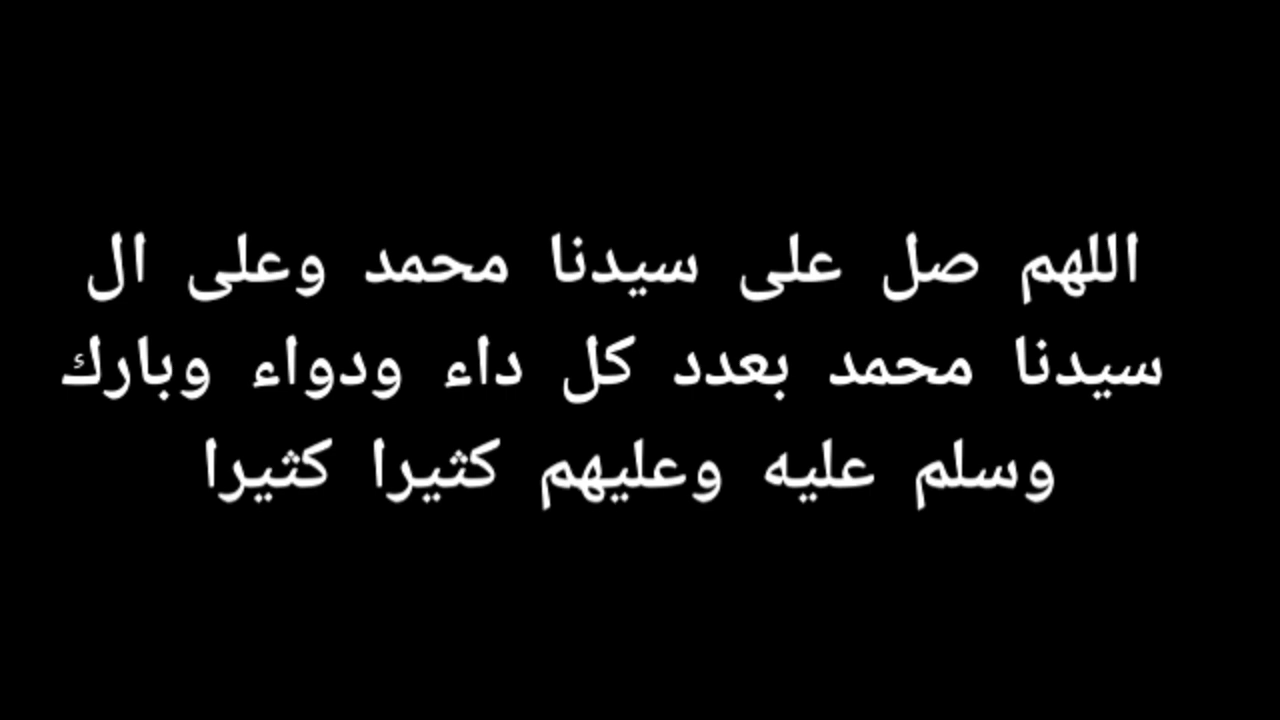 اللهم صل على سيدنا محمد وعلى ال
سيدنا محمد بعدد كل داء ودواء وبارك
وسلم عليه وعليهم كثيرا كثيرا